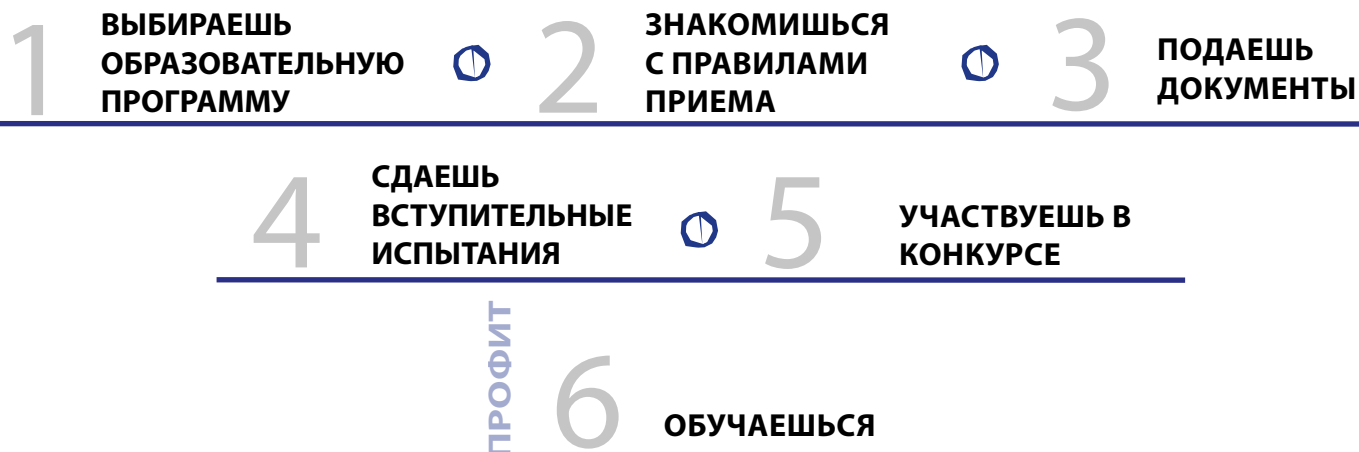 1
ВЫБИРАЕШЬ
ОБРАЗОВАТЕЛЬНУЮ
ПРОГРАММУ
2
ЗНАКОМИШЬСЯ
С ПРАВИЛАМИ
ПРИЕМА
3
ПОДАЕШЬ
ДОКУМЕНТЫ
4
СДАЕШЬ
ВСТУПИТЕЛЬНЫЕ
ИСПЫТАНИЯ
5
УЧАСТВУЕШЬ В
КОНКУРСЕ
ПРОФИТ
6
ОБУЧАЕШЬСЯ